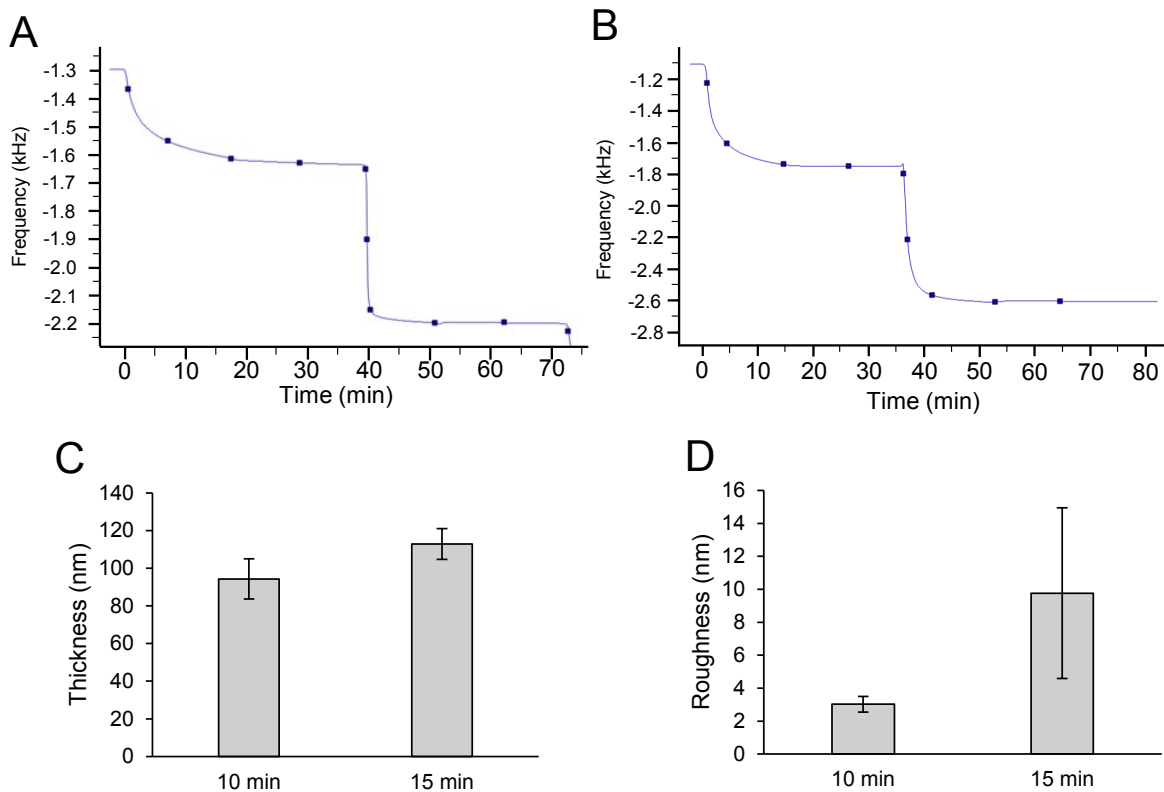 A
Frequency (kHz)
-1.3
-1.4
-1.5
-1.6
-1.7
-1.8
-1.9
-2.0
-2.1
-2.2
0 10 20 30 40 50 60 70
Time (min)
B
Frequency (kHz)
-1.2
-1.4
-1.6
-1.8
-2.0
-2.2
-2.4
-2.6
-2.8
0 10 20 30 40 50 60 70 80
Time (min)
C
Thickness (nm)
140
120
100
80
60
40
20
0
10 min 15 min
D
Roughness (nm)
16
14
12
10
8
6
4
2
0
10 min 15 min